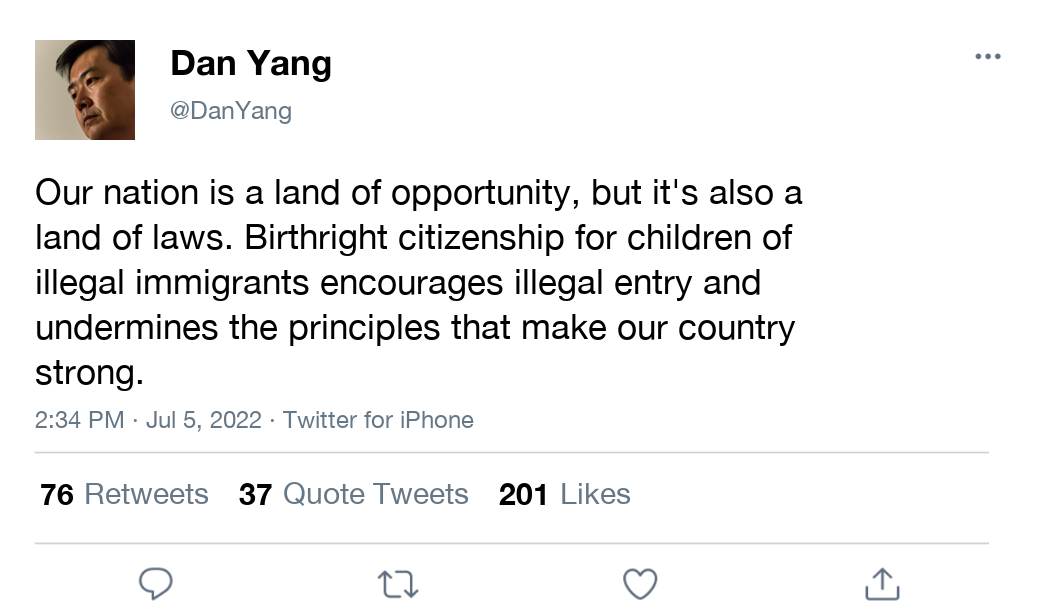 Dan Yang
@DanYang
Our nation is a land of opportunity, but it's also a
land of laws. Birthright citizenship for children of
illegal immigrants encourages illegal entry and
undermines the principles that make our country
strong.
2:34 PM · Jul 5, 2022 · Twitter for iPhone
76 Retweets 37 Quote Tweets 201 Likes